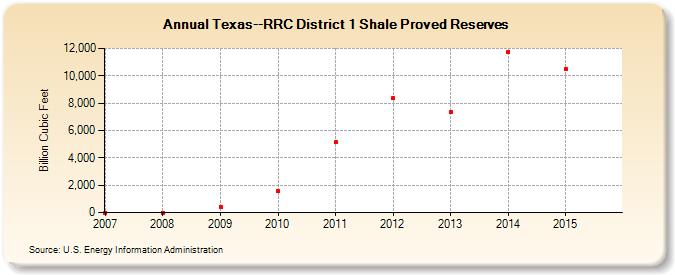 Annual Texas--RRC District 1 Shale Proved Reserves
Billion Cubic Feet
12,000
10,000
8,000
6,000
4,000
2,000
0
2007 2008 2009 2010 2011 2012 2013 2014 2015
Source: U.S. Energy Information Administration